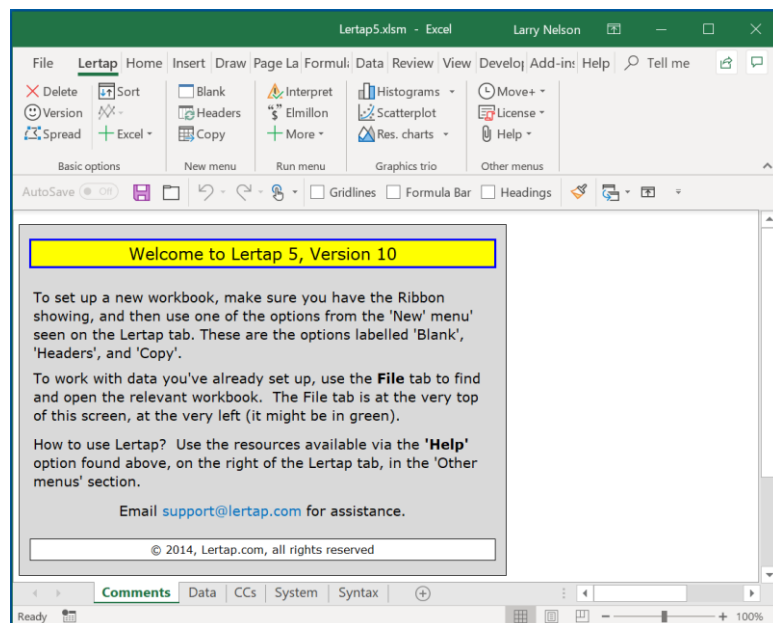 Lertap5.xlsm - Excel Larry Nelson
File Lertap Home Insert Draw Page La Formula Data Review View Develop Add-ins Help Tell me
Delete Sort Blank Interpret Histograms Move+
Version Headers "s" Elmillon Scatterplot License
Spread Excel Copy More Res. charts Help
Basic options New menu Run menu Graphics trio Other menus
AutoSave Off Gridlines Formula Bar Headings
Welcome to Lertap 5, Version 10
To set up a new workbook, make sure you have the Ribbon
showing, and then use one of the options from the 'New' menu'
seen on the Lertap tab. These are the options labelled 'Blank',
'Headers', and 'Copy'.
To work with data you've already set up, use the File tab to find
and open the relevant workbook. The File tab is at the very top
of this screen, at the very left (it might be in green).
How to use Lertap? Use the resources available via the 'Help'
option found above, on the right of the Lertap tab, in the 'Other
menus' section.
Email support@lertap.com for assistance.
© 2014, Lertap.com, all rights reserved
Comments Data CCs System Syntax
Ready 100%